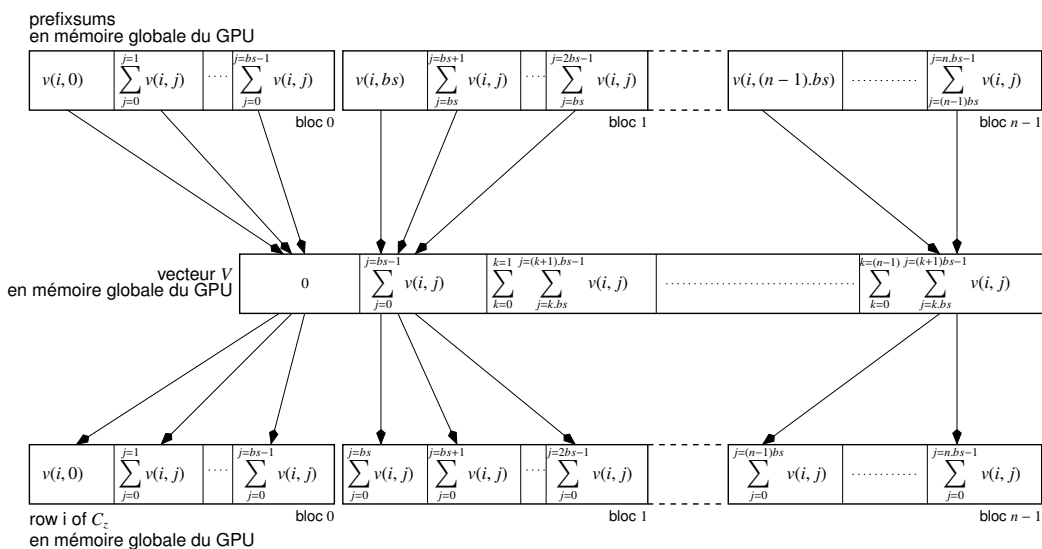 prefixsums
en mémoire globale du GPU
v(i, 0) ∑_{j=0}^{j=1} v(i, j) ···· ∑_{j=0}^{j=bs−1} v(i, j) v(i, bs) ∑_{j=bs}^{j=bs+1} v(i, j) ···· ∑_{j=bs}^{j=2bs−1} v(i, j) v(i, (n − 1).bs) ·············· ∑_{j=(n−1)bs}^{j=n.bs−1} v(i, j)
bloc 0 bloc 1 bloc n − 1
vecteur V
en mémoire globale du GPU
0 ∑_{j=0}^{j=bs−1} v(i, j) ∑_{k=0}^{k=1} ∑_{j=k.bs}^{j=(k+1).bs−1} v(i, j) ······································ ∑_{k=0}^{k=(n−1)} ∑_{j=k.bs}^{j=(k+1)bs−1} v(i, j)
v(i, 0) ∑_{j=0}^{j=1} v(i, j) ···· ∑_{j=0}^{j=bs−1} v(i, j) ∑_{j=0}^{j=bs} v(i, j) ∑_{j=0}^{j=bs+1} v(i, j) ···· ∑_{j=0}^{j=2bs−1} v(i, j) ∑_{j=0}^{j=(n−1)bs} v(i, j) ·············· ∑_{j=0}^{j=n.bs−1} v(i, j)
bloc 0 bloc 1 bloc n − 1
row i of C_z
en mémoire globale du GPU